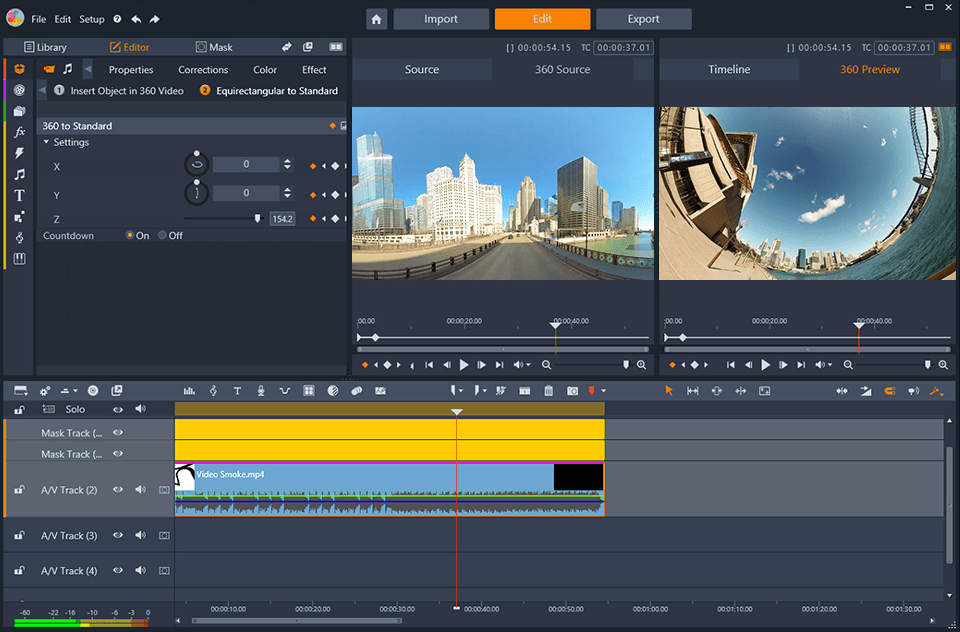 File Edit Setup ?
Import Edit Export
Library Editor Mask
[] 00:00:54.15 TC 00:00:37.01
[] 00:00:54.15 TC 00:00:37.01
Properties Corrections Color Effect
Source 360 Source
Timeline 360 Preview
1 Insert Object in 360 Video 2 Equirectangular to Standard
360 to Standard
Settings
X 0
Y 0
Z 154.2
Countdown On Off
:00.00 00:00:20.00 00:00:40.00
:00.00 00:00:20.00 00:00:40.00
fx
T
T
Solo
Mask Track (...
Mask Track (...
A/V Track (2)
Video Smoke.mp4
A/V Track (3)
A/V Track (4)
-60 -22 -16 -10 -6 -3 0
00:00:10.00 00:00:20.00 00:00:30.00 00:00:40.00 00:00:50.00 00:01:00.00 00:01:10.00 00:01:20.00 00:01:30.00